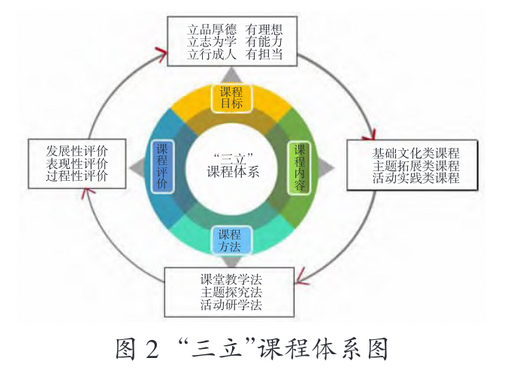 立品厚德 有理想
立志为学 有能力
立行成人 有担当
课程
目标
发展性评价
表现性评价
过程性评价
课程评价
“三立”
课程体系
课程内容
基础文化类课程
主题拓展类课程
活动实践类课程
课程
方法
课堂教学法
主题探究法
活动研学法
图 2 “三立”课程体系图